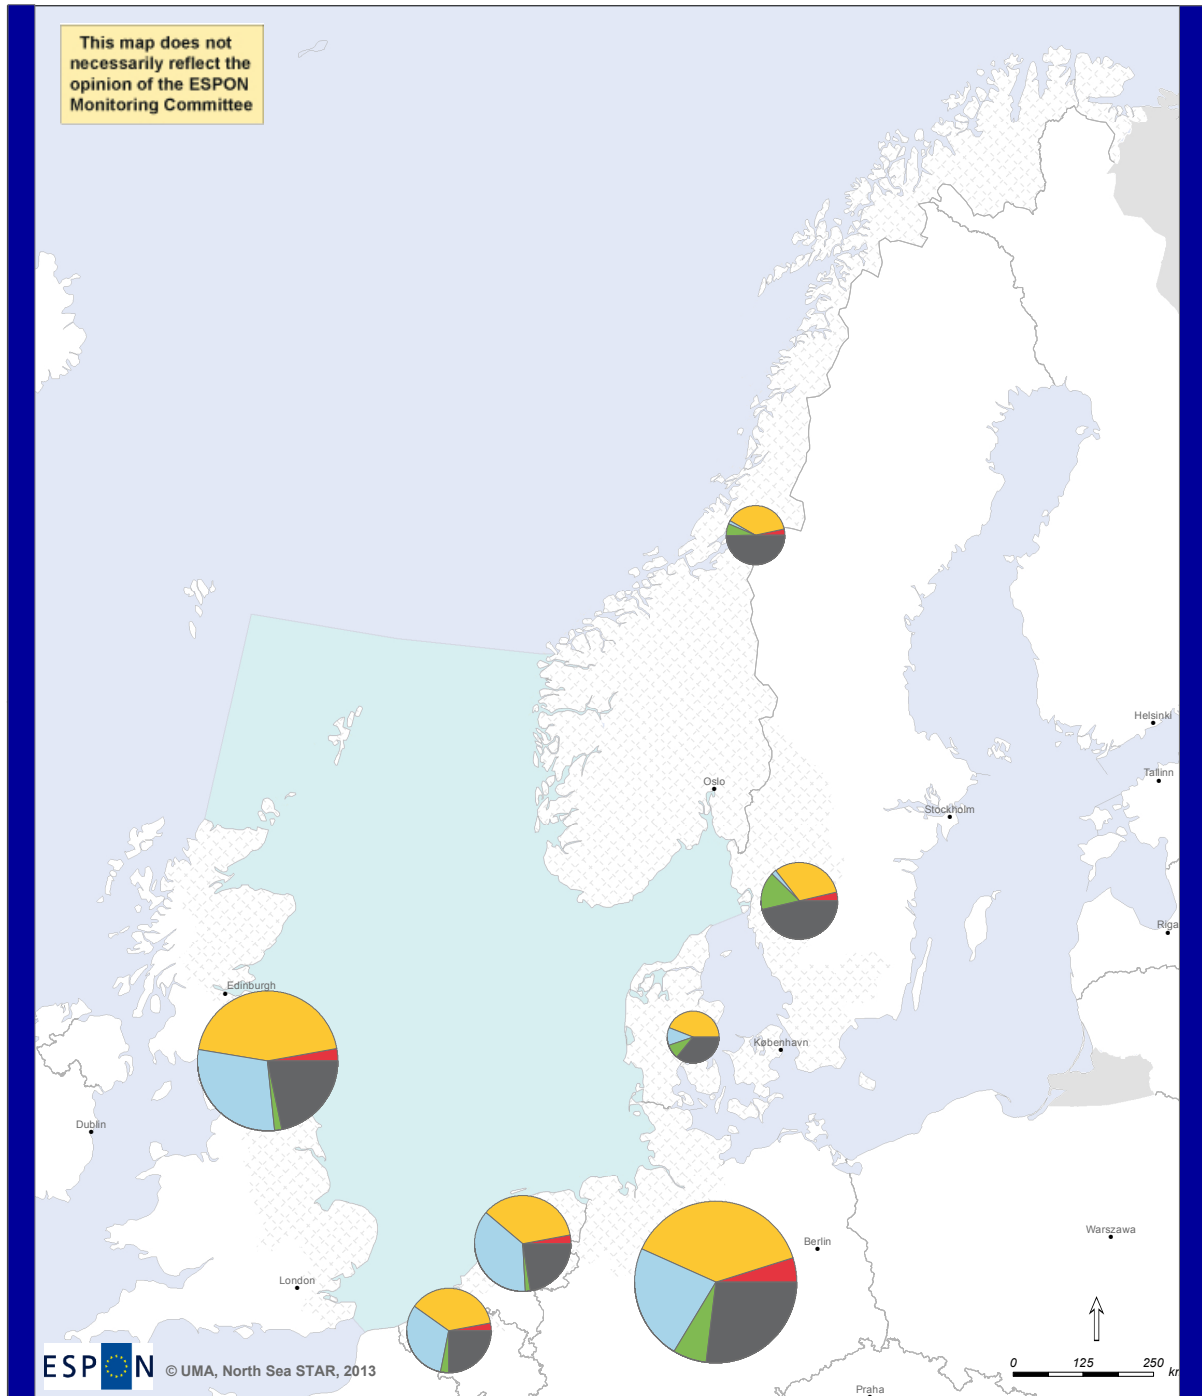 This map does not
necessarily reflect the
opinion of the ESPON
Monitoring Committee
Helsinki
Tallinn
Oslo
Stockholm
Riga
Edinburgh
København
Dublin
Warszawa
Berlin
London
ESPON © UMA, North Sea STAR, 2013
0 125 250
km
Praha